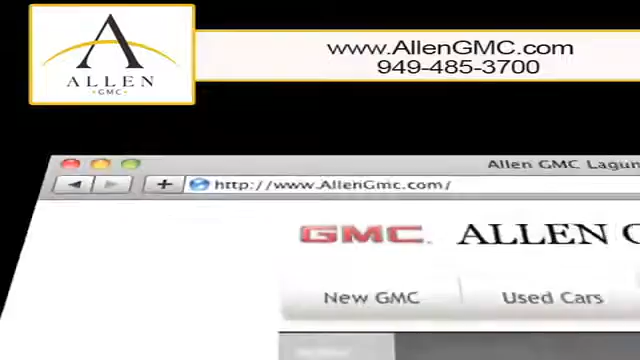 A
ALLEN
GMC
www.AllenGMC.com
949-485-3700
Allen GMC Lagun
http://www.AllenGmc.com/
GMC ALLEN
New GMC Used Cars